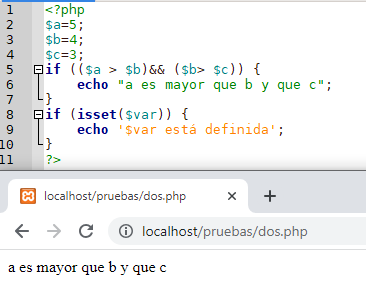 1 <?php
2 $a=5;
3 $b=4;
4 $c=3;
5 if (($a > $b)&& ($b> $c)) {
6 echo "a es mayor que b y que c";
7 }
8 if (isset($var)) {
9 echo '$var está definida';
10 }
11 ?>
localhost/pruebas/dos.php
localhost/pruebas/dos.php
a es mayor que b y que c